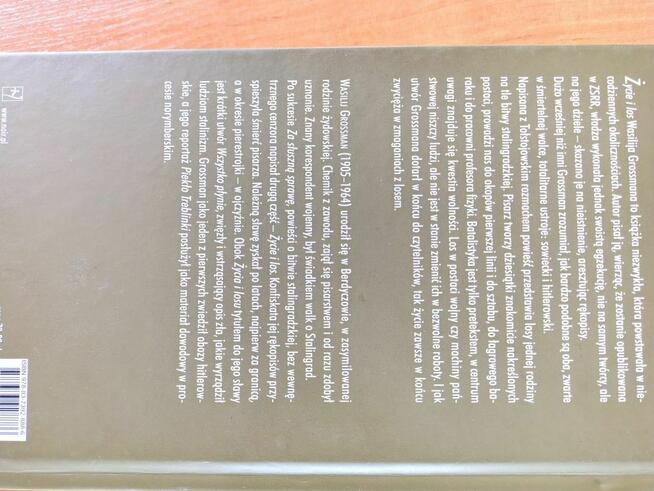 Życie i los Wasilija Grossmana to książka niezwykła, która powstawała w nie-
codziennych okolicznościach. Autor pisał ją, wierząc, że zostanie opublikowana
w ZSRR, władza wykonała jednak swoistą egzekucję, nie na samym twórcy, ale
na jego dziele – skazano je na nieistnienie, aresztując rękopisy.
Dużo wcześniej niż inni Grossman zrozumiał, jak bardzo podobne są oba, zwarte
w śmiertelnej walce, totalitarne ustroje: sowiecki i hitlerowski.
Napisana z Tołstojowskim rozmachem powieść przedstawia losy jednej rodziny
na tle bitwy stalingradzkiej. Pisarz tworzy dziesiątki znakomicie nakreślonych
postaci, prowadzi nas do okopów pierwszej linii i do sztabu, do łagrowego ba-
raku i do pracowni profesora fizyki. Batalistyka jest tylko pretekstem, w centrum
uwagi znajduje się kwestia wolności. Los w postaci wojny czy machiny pań-
stwowej niszczy ludzi, ale nie jest w stanie zmienić ich w bezwolne roboty. I jak
utwór Grossmana dotarł w końcu do czytelników, tak życie zawsze w końcu
zwycięża w zmaganiach z losem.
WASILIJ GROSSMAN (1905–1964) urodził się w Berdyczowie, w zasymilowanej
rodzinie żydowskiej. Chemik z zawodu, zajął się pisarstwem i od razu zdobył
uznanie. Znany korespondent wojenny, był świadkiem walk o Stalingrad.
Po sukcesie Za słuszną sprawę, powieści o bitwie stalingradzkiej, bez wewnę-
trznego cenzora napisał drugą część – Życie i los. Konfiskata jej rękopisów przy-
spieszyła śmierć pisarza. Należną sławę zyskał po latach, najpierw za granicą,
a w okresie pierestrojki – w ojczyźnie. Obok Życia i losu tytułem do jego sławy
jest krótki utwór Wszystko płynie, zwięzły i wstrząsający opis zła, jakie wyrządził
ludziom stalinizm. Grossman jako jeden z pierwszych zwiedził obozy hitlerow-
skie, a jego reportaż Piekło Treblinki posłużył jako materiał dowodowy w pro-
cesie norymberskim.
www.noir.pl